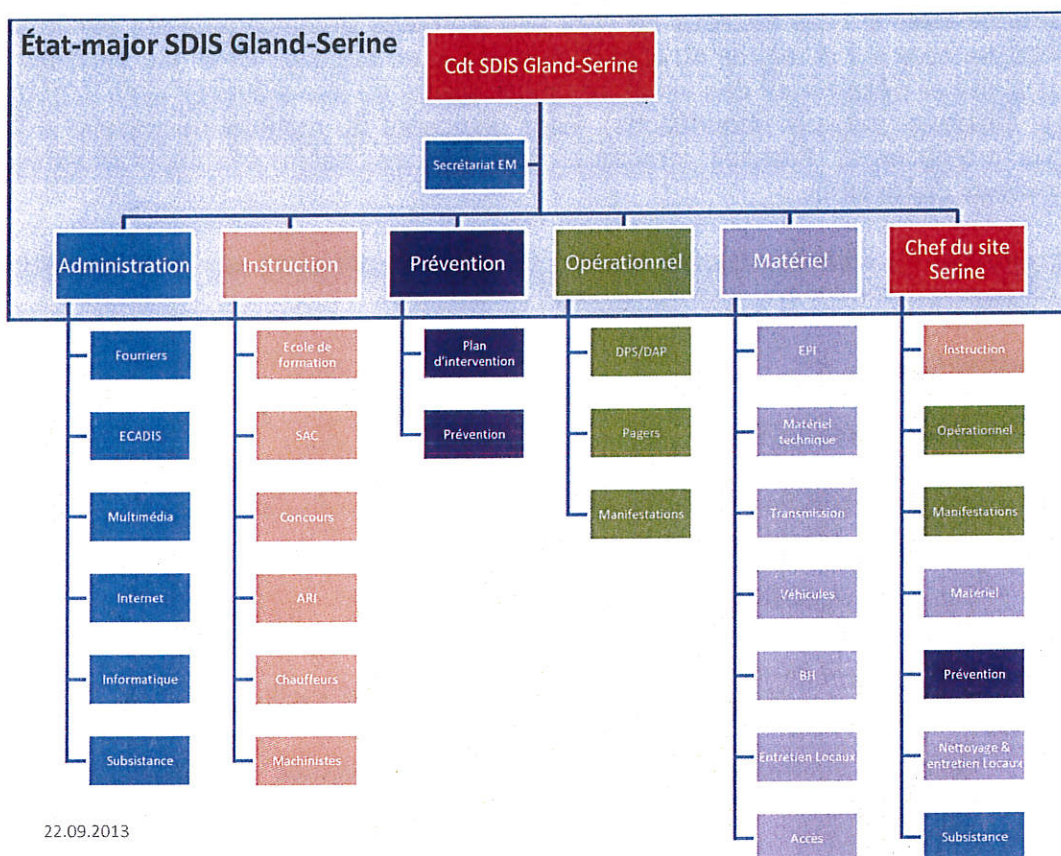 État-major SDIS Gland-Serine
Cdt SDIS Gland-Serine
Secrétariat EM
Administration
Instruction
Prévention
Opérationnel
Matériel
Chef du site
Serine
Fourriers
ECADIS
Multimédia
Internet
Informatique
Subsistance
Ecole de
formation
SAC
Concours
ARI
Chauffeurs
Machinistes
Plan
d'intervention
Prévention
DPS/DAP
Pagers
Manifestations
EPI
Matériel
technique
Transmission
Véhicules
BH
Entretien Locaux
Accès
Instruction
Opérationnel
Manifestations
Matériel
Prévention
Nettoyage &
entretien Locaux
Subsistance
22.09.2013